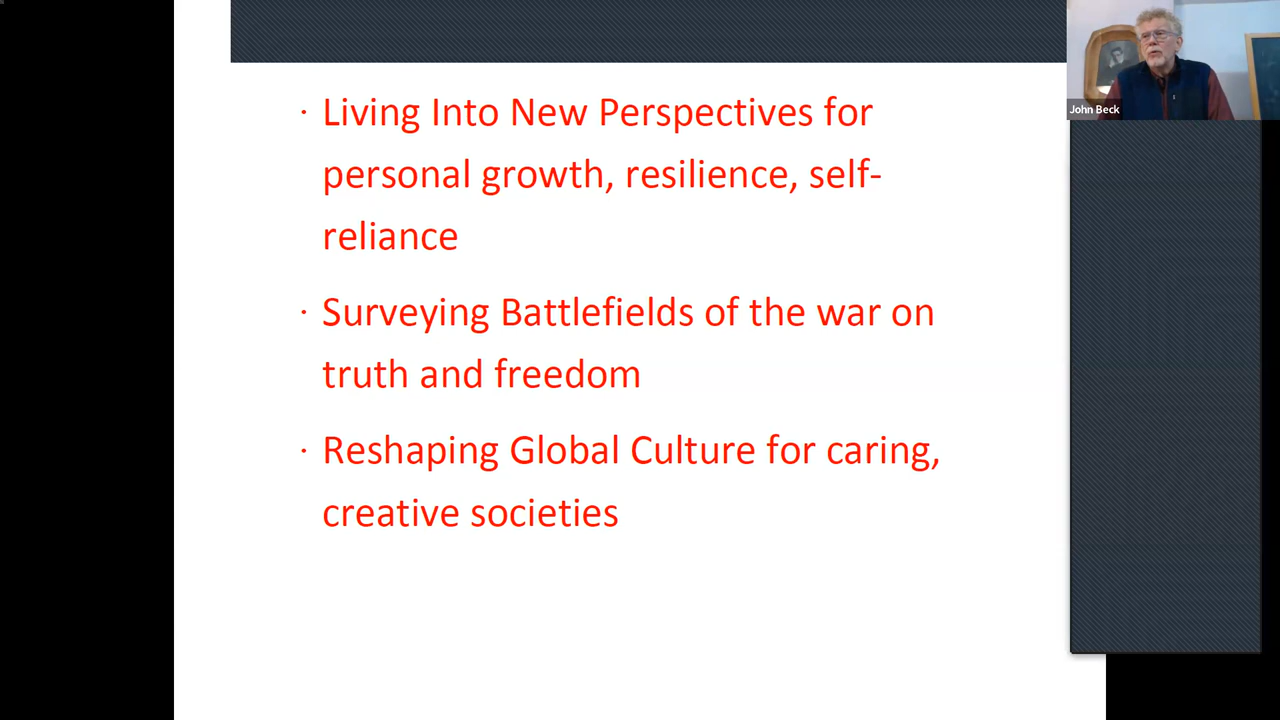 · Living Into New Perspectives for
personal growth, resilience, self-
reliance
· Surveying Battlefields of the war on
truth and freedom
· Reshaping Global Culture for caring,
creative societies
John Beck